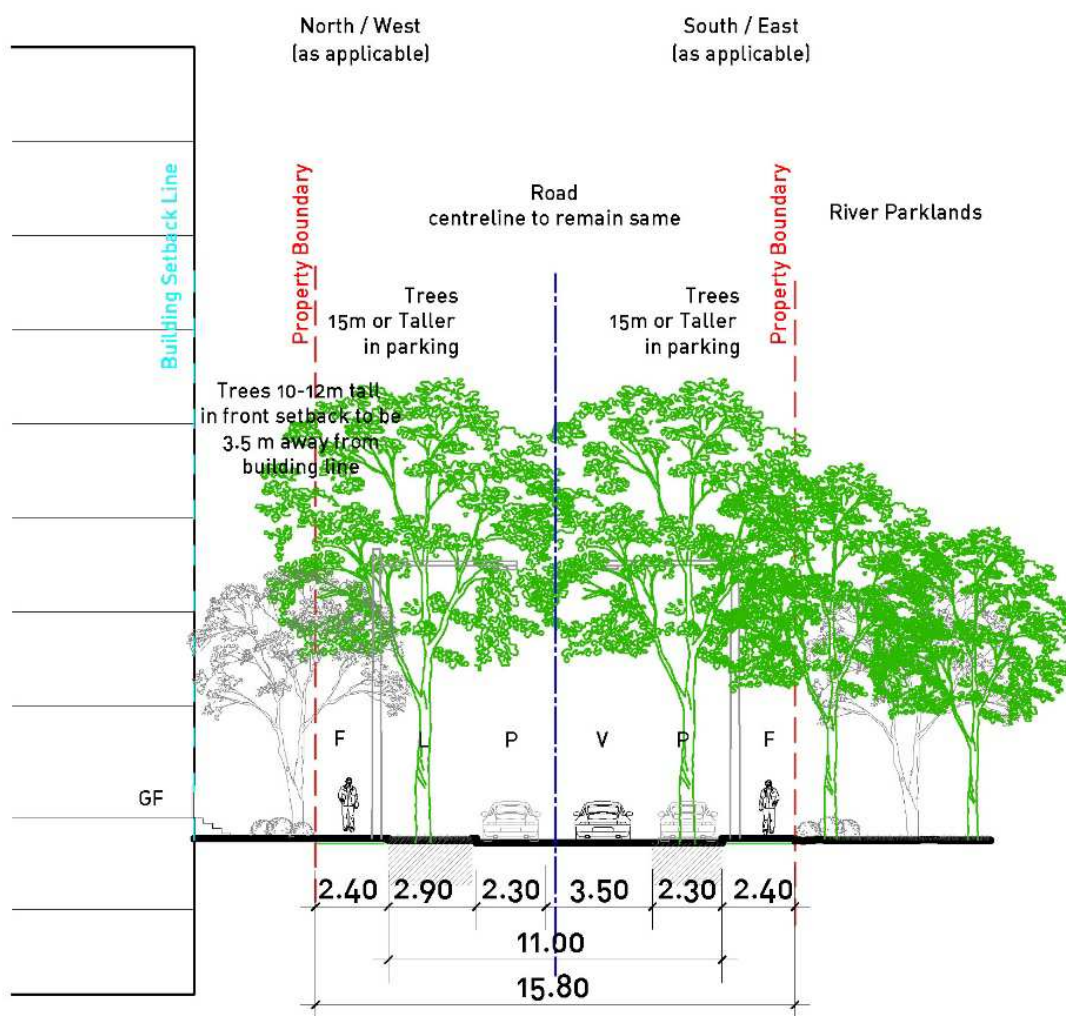 North / West
(as applicable)
South / East
(as applicable)
Building Setback Line
Property Boundary
Road
centreline to remain same
Property Boundary
River Parklands
Trees
15m or Taller
in parking
Trees
15m or Taller
in parking
Trees 10-12m tall
in front setback to be
3.5 m away from
building line
F L P V P F
GF
2.40 2.90 2.30 3.50 2.30 2.40
11.00
15.80